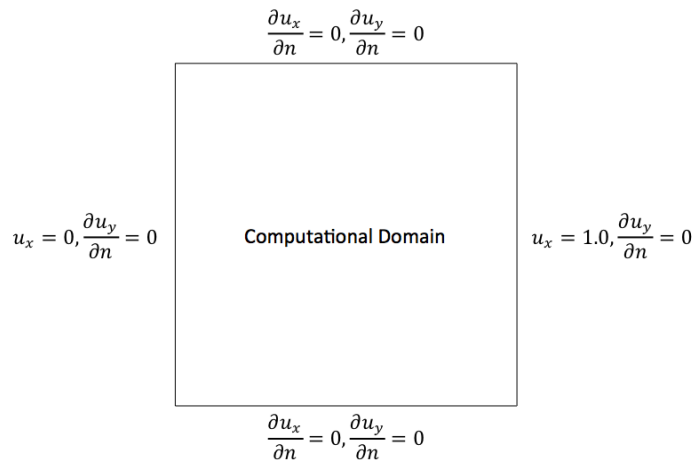 ∂u_x/∂n = 0, ∂u_y/∂n = 0
u_x = 0, ∂u_y/∂n = 0
Computational Domain
u_x = 1.0, ∂u_y/∂n = 0
∂u_x/∂n = 0, ∂u_y/∂n = 0